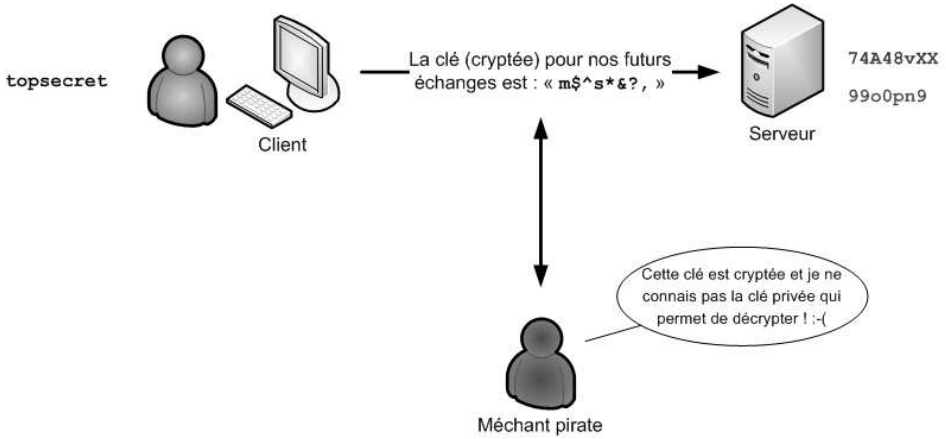 La clé (cryptée) pour nos futurs
échanges est : « m$^s*&?, »
topsecret
Client
74A48vXX
99o0pn9
Serveur
Cette clé est cryptée et je ne
connais pas la clé privée qui
permet de décrypter ! :-(
Méchant pirate